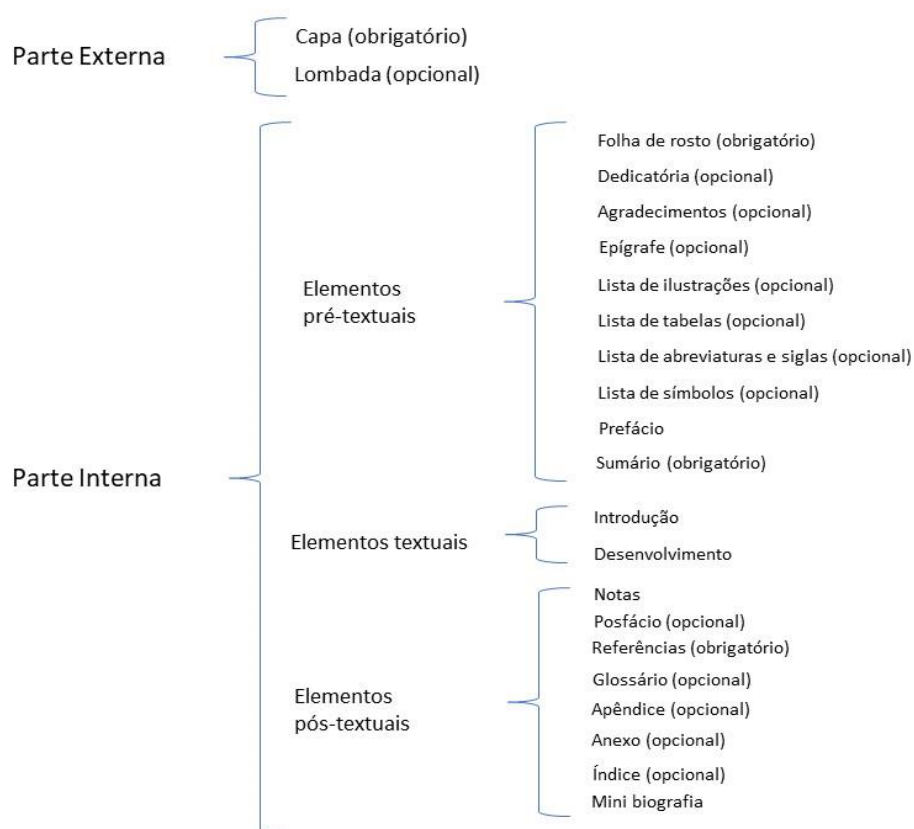 Parte Externa
Capa (obrigatório)
Lombada (opcional)
Parte Interna
Elementos
pré-textuais
Folha de rosto (obrigatório)
Dedicatória (opcional)
Agradecimentos (opcional)
Epígrafe (opcional)
Lista de ilustrações (opcional)
Lista de tabelas (opcional)
Lista de abreviaturas e siglas (opcional)
Lista de símbolos (opcional)
Prefácio
Sumário (obrigatório)
Elementos textuais
Introdução
Desenvolvimento
Elementos
pós-textuais
Notas
Posfácio (opcional)
Referências (obrigatório)
Glossário (opcional)
Apêndice (opcional)
Anexo (opcional)
Índice (opcional)
Mini biografia